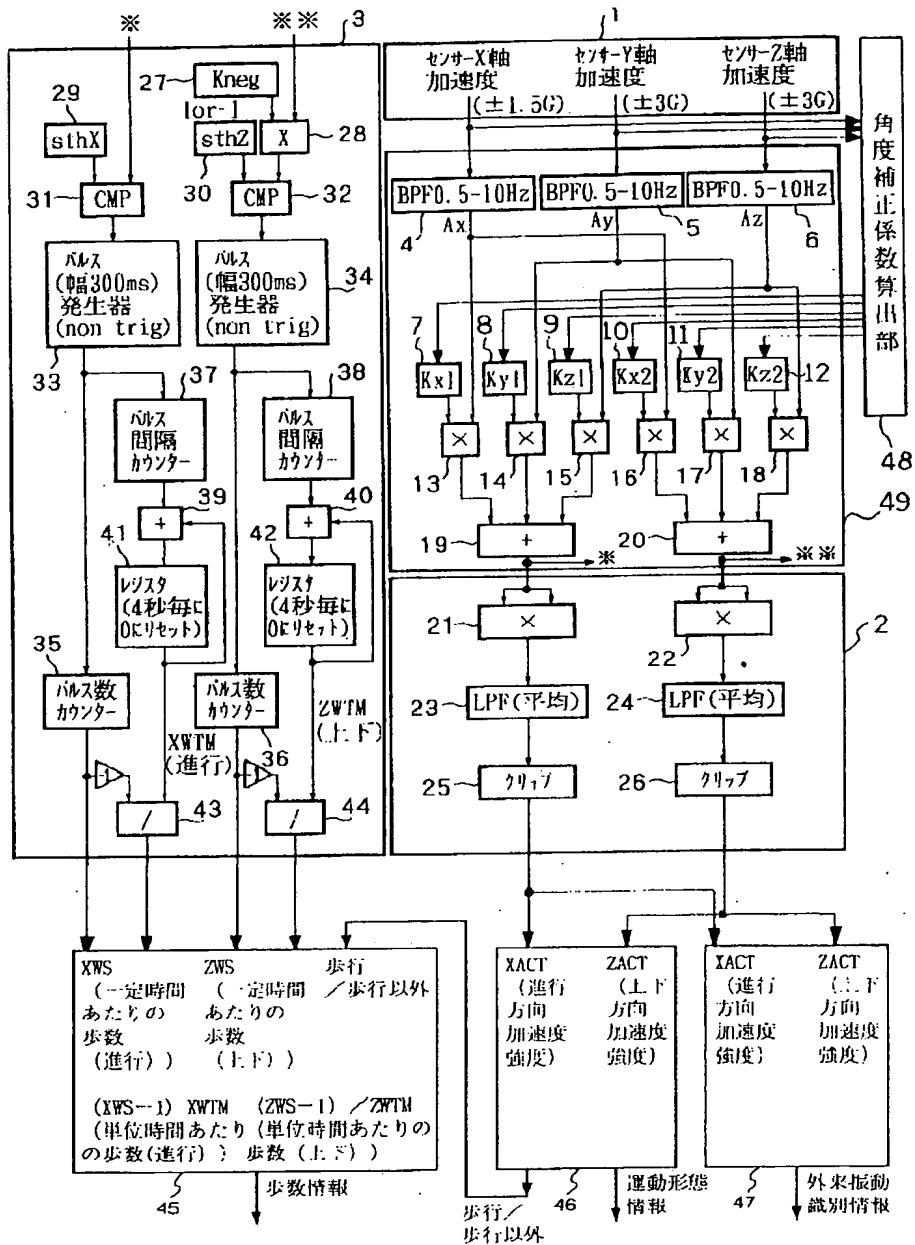 ※
※※
3
27
Kneg
1or-1
29
sthX
sthZ
X
28
30
31
CMP
CMP
32
パルス
(幅300ms)
発生器
(non trig)
33
パルス
(幅300ms)
発生器
(non trig)
34
37
パルス
間隔
カウンター
38
パルス
間隔
カウンター
39
+
40
+
41
レジスタ
(4秒毎に
0にリセット)
42
レジスタ
(4秒毎に
0にリセット)
35
パルス数
カウンター
パルス数
カウンター
36
XWTM
(進行)
ZWTM
(上下)
-1
-1
/
43
/
44
1
センサーX軸
加速度
(±1.5G)
センサーY軸
加速度
(±3G)
センサーZ軸
加速度
(±3G)
角度補正係数算出部
48
BPF0.5-10Hz
BPF0.5-10Hz
BPF0.5-10Hz
4
Ax
Ay
5
Az
6
7
8
9
10
11
12
Kx1
Ky1
Kz1
Kx2
Ky2
Kz2
×
×
×
×
×
×
13
14
15
16
17
18
49
19
+
20
+
※
※※
2
21
×
×
22
23
LPF(平均)
24
LPF(平均)
25
クリップ
26
クリップ
XWS
(一定時間
あたりの
歩数
(進行))
ZWS
(一定時間
あたりの
歩数
(上下))
歩行
/歩行以外
(XWS-1) XWTM (ZWS-1) /ZWTM
(単位時間あたり (単位時間あたりの
の歩数(進行)) 歩数(上下))
45
歩数情報
XACT
(進行
方向
加速度
強度)
ZACT
(上下
方向
加速度
強度)
46
運動形態
情報
歩行/
歩行以外
XACT
(進行
方向
加速度
強度)
ZACT
(上下
方向
加速度
強度)
47
外来振動
識別情報